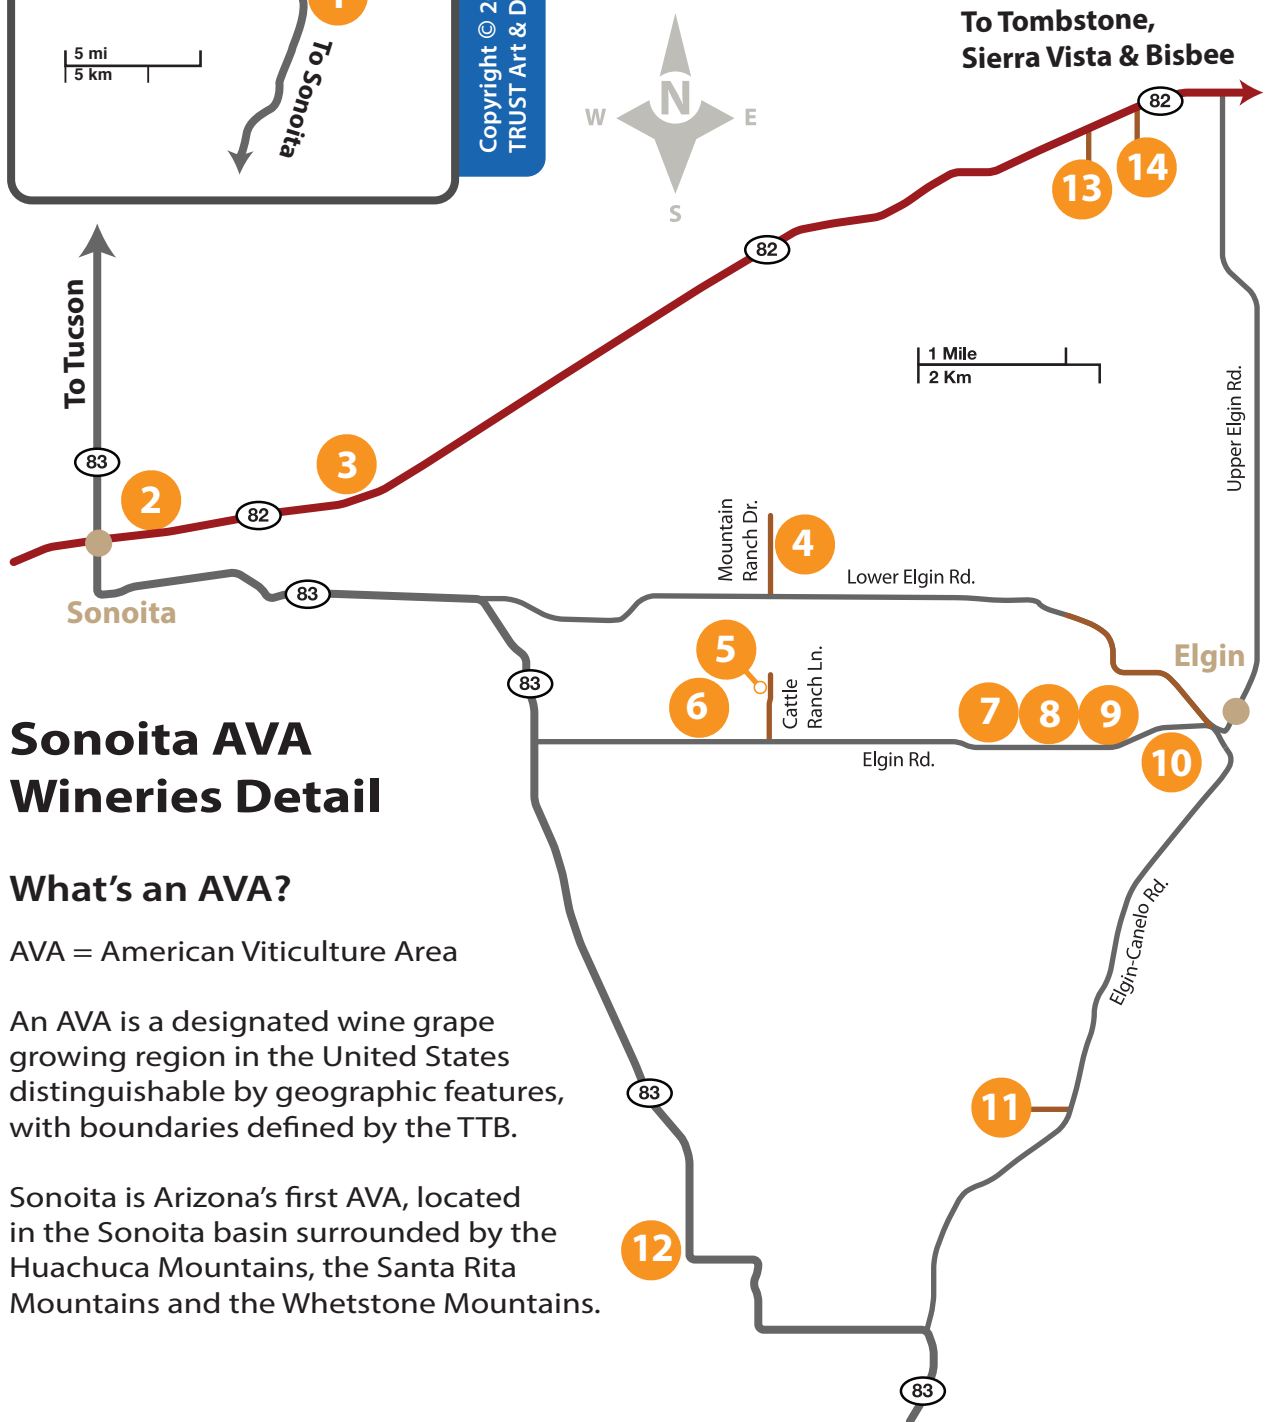 1
5 mi
5 km
To Sonoita
Copyright © 2
TRUST Art & D
N
W
E
S
To Tombstone,
Sierra Vista & Bisbee
82
13
14
82
To Tucson
1 Mile
2 Km
Upper Elgin Rd.
83
2
3
82
Mountain
Ranch Dr.
4
Lower Elgin Rd.
83
Sonoita
5
6
Cattle
Ranch Ln.
Elgin
83
7
8
9
10
Elgin Rd.
Sonoita AVA
Wineries Detail
What's an AVA?
AVA = American Viticulture Area
An AVA is a designated wine grape
growing region in the United States
distinguishable by geographic features,
with boundaries defined by the TTB.
Sonoita is Arizona's first AVA, located
in the Sonoita basin surrounded by the
Huachuca Mountains, the Santa Rita
Mountains and the Whetstone Mountains.
Elgin-Canelo Rd.
83
11
12
83